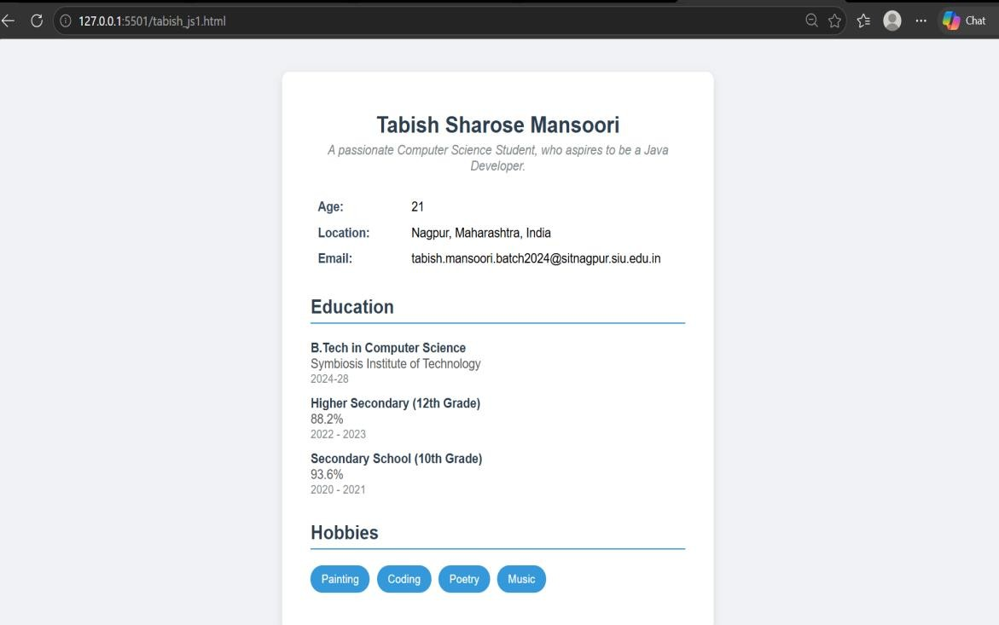 127.0.0.1:5501/tabish_js1.html
Chat
Tabish Sharose Mansoori
A passionate Computer Science Student, who aspires to be a Java
Developer.
Age: 21
Location: Nagpur, Maharashtra, India
Email: tabish.mansoori.batch2024@sitnagpur.siu.edu.in
Education
B.Tech in Computer Science
Symbiosis Institute of Technology
2024-28
Higher Secondary (12th Grade)
88.2%
2022 - 2023
Secondary School (10th Grade)
93.6%
2020 - 2021
Hobbies
Painting Coding Poetry Music